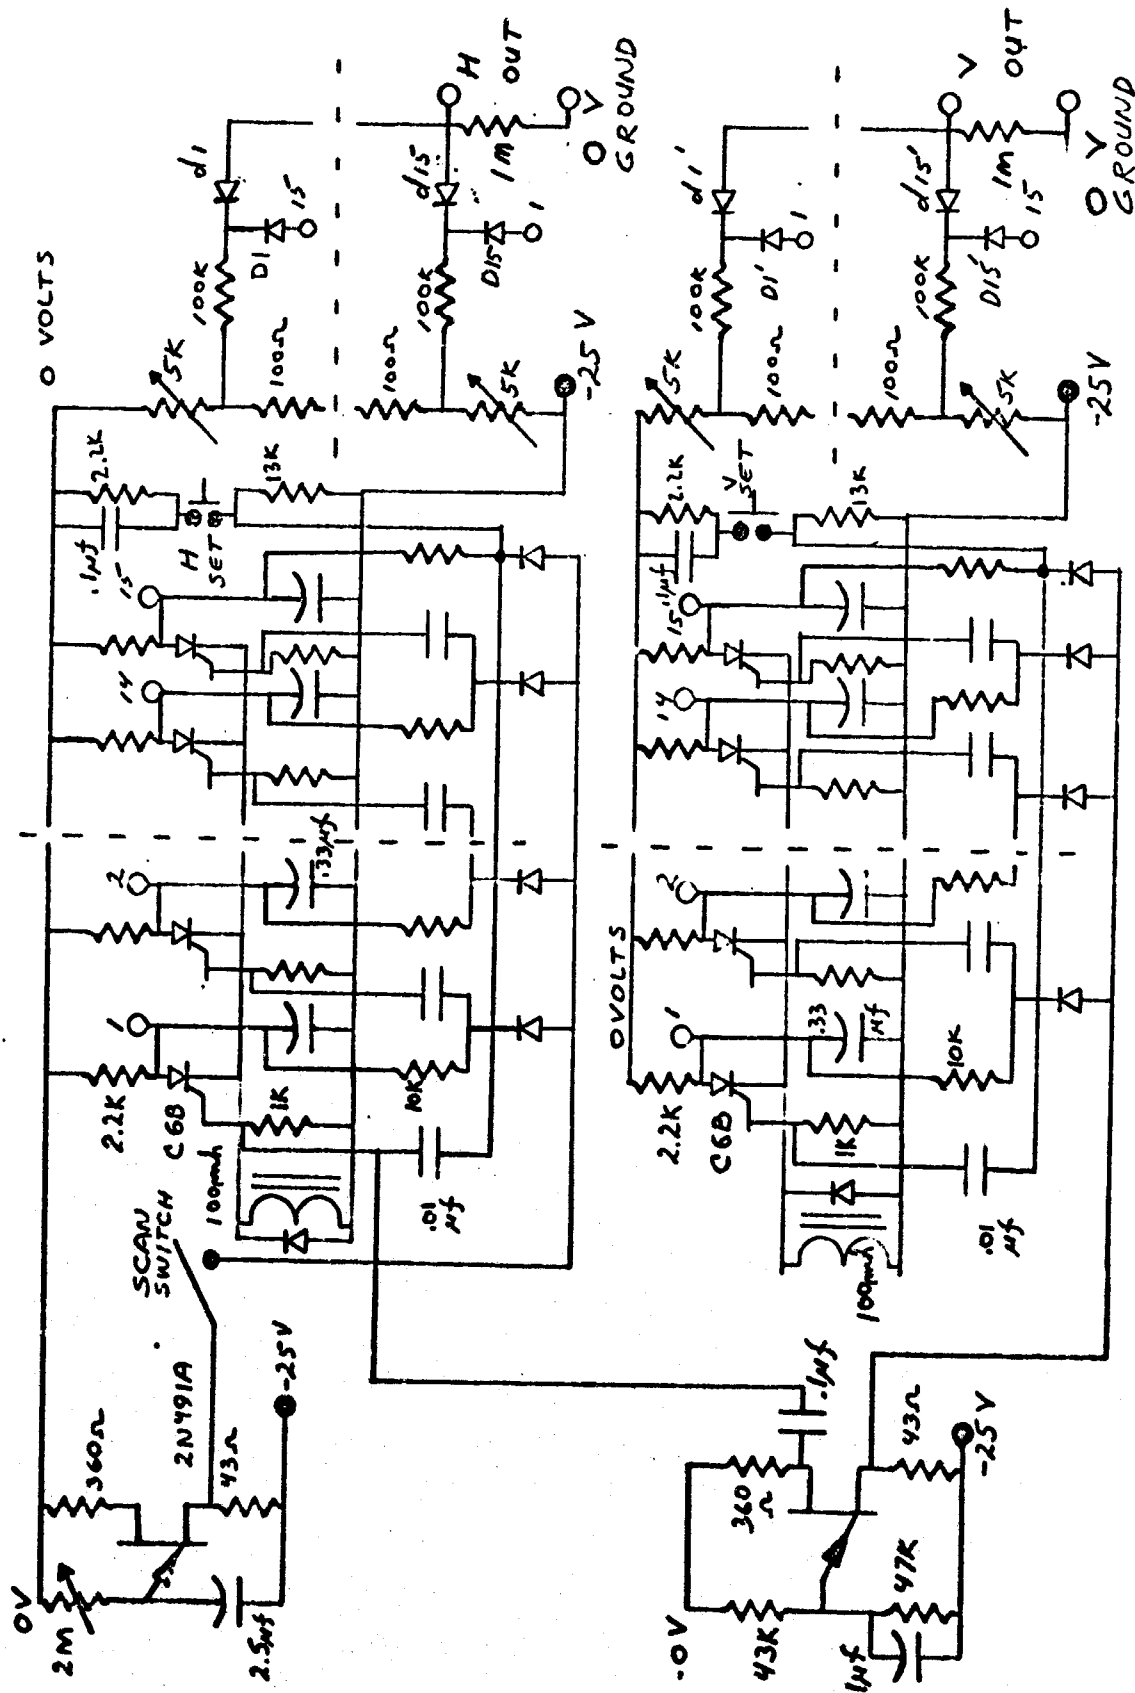 0V
2M
360Ω
2N491A
43Ω
2.5µf
-25V
SCAN
SWITCH
100mh
2.2K
C6B
1K
10K
.01
µf
1
2
.33µf
14
15
.1µf
2.2K
H
SET
13K
0 VOLTS
5K
100Ω
100K
D1
15
d1
100Ω
5K
-25V
100K
D15
1
d15
1M
H
OUT
0 V
GROUND
-0V
43K
1µf
47K
360
Ω
.1µf
43Ω
-25V
0VOLTS
2.2K
C6B
100mh
1K
.01
µf
10K
1
.33
µf
2
14
15
.1µf
2.2K
V
SET
13K
5K
100Ω
100K
D1'
1
d1'
100Ω
5K
-25V
100K
D15'
15
d15'
1M
V
OUT
0 V
GROUND